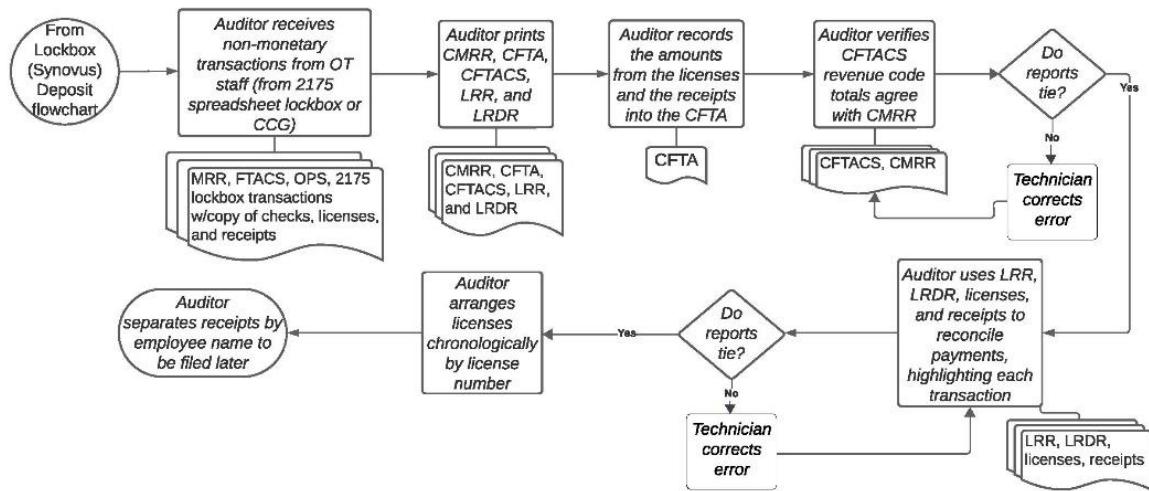 From
Lockbox
(Synovus)
Deposit
flowchart
Auditor receives
non-monetary
transactions from OT
staff (from 2175
spreadsheet lockbox or
CCG)
MRR, FTACS, OPS, 2175
lockbox transactions
w/copy of checks, licenses,
and receipts
Auditor prints
CMRR, CFTA,
CFTACS,
LRR, and
LRDR
CMRR, CFTA,
CFTACS, LRR,
and LRDR
Auditor records
the amounts
from the licenses
and the receipts
into the CFTA
CFTA
Auditor verifies
CFTACS
revenue code
totals agree
with CMRR
CFTACS, CMRR
Do
reports
tie?
Yes
No
Technician
corrects
error
Auditor uses LRR,
LRDR, licenses,
and receipts to
reconcile
payments,
highlighting each
transaction
LRR, LRDR,
licenses, receipts
Do
reports
tie?
No
Technician
corrects
error
Yes
Auditor
arranges
licenses
chronologically
by license
number
Auditor
separates receipts by
employee name to
be filed later